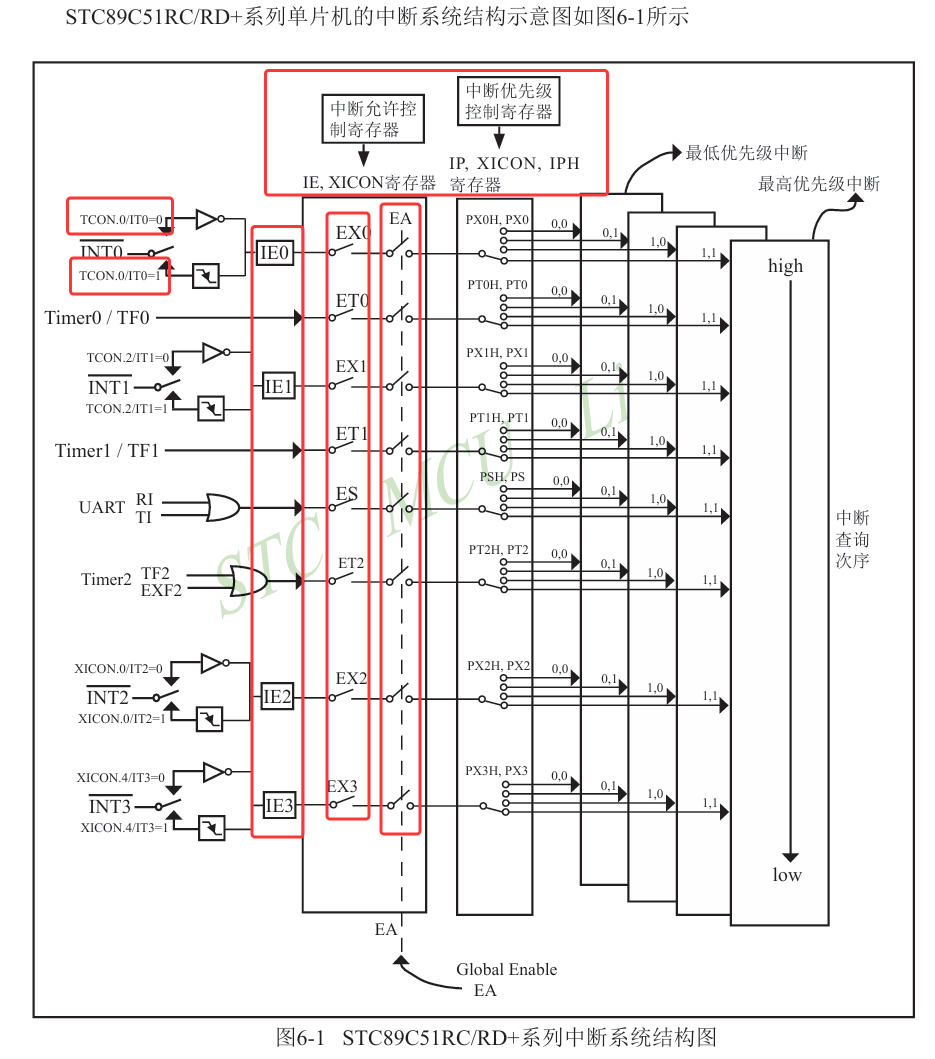 STC89C51RC/RD+系列单片机的中断系统结构示意图如图6-1所示
中断允许控
制寄存器
中断优先级
控制寄存器
IE, XICON寄存器
IP, XICON, IPH
寄存器
最低优先级中断
最高优先级中断
TCON.0/IT0=0
INT0
TCON.0/IT0=1
IE0
EX0
EA
PX0H, PX0
0,0
0,1
1,0
1,1
high
Timer0 / TF0
ET0
PT0H, PT0
0,0
0,1
1,0
1,1
TCON.2/IT1=0
INT1
TCON.2/IT1=1
IE1
EX1
PX1H, PX1
0,0
0,1
1,0
1,1
Timer1 / TF1
ET1
PT1H, PT1
0,0
0,1
1,0
1,1
UART
RI
TI
ES
PSH, PS
0,0
0,1
1,0
1,1
Timer2
TF2
EXF2
ET2
PT2H, PT2
0,0
0,1
1,0
1,1
中断
查询
次序
XICON.0/IT2=0
INT2
XICON.0/IT2=1
IE2
EX2
PX2H, PX2
0,0
0,1
1,0
1,1
XICON.4/IT3=0
INT3
XICON.4/IT3=1
IE3
EX3
PX3H, PX3
0,0
0,1
1,0
1,1
low
STC MCU Li
EA
Global Enable
EA
图6-1 STC89C51RC/RD+系列中断系统结构图